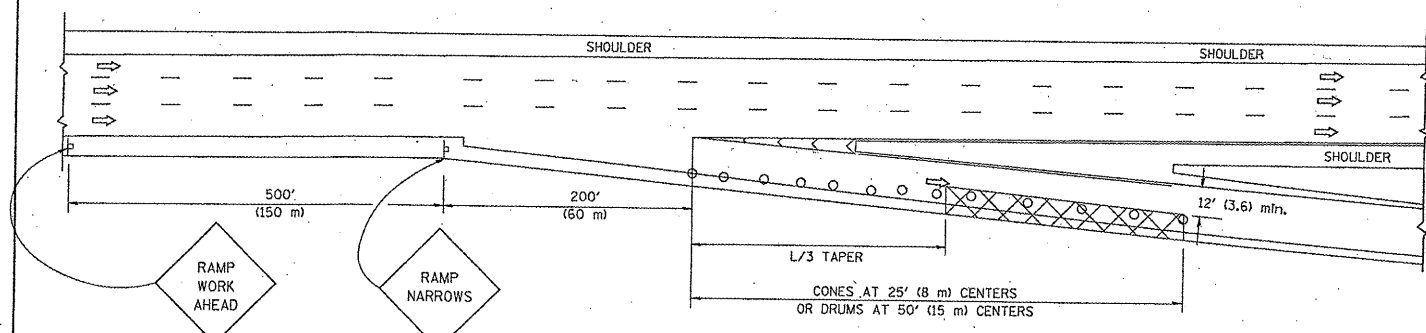 SHOULDER
SHOULDER
SHOULDER
500'
(150 m)
200'
(60 m)
12' (3.6) min.
L/3 TAPER
RAMP
WORK
AHEAD
RAMP
NARROWS
CONES AT 25' (8 m) CENTERS
OR DRUMS AT 50' (15 m) CENTERS